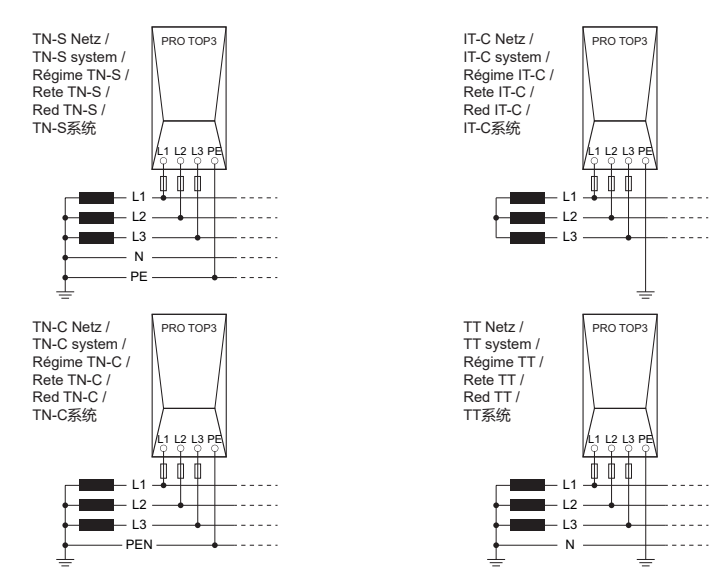 TN-S Netz /
TN-S system /
Régime TN-S /
Rete TN-S /
Red TN-S /
TN-S系统
PRO TOP3
L1 L2 L3 PE
L1
L2
L3
N
PE
IT-C Netz /
IT-C system /
Régime IT-C /
Rete IT-C /
Red IT-C /
IT-C系统
PRO TOP3
L1 L2 L3 PE
L1
L2
L3
TN-C Netz /
TN-C system /
Régime TN-C /
Rete TN-C /
Red TN-C /
TN-C系统
PRO TOP3
L1 L2 L3 PE
L1
L2
L3
PEN
TT Netz /
TT system /
Régime TT /
Rete TT /
Red TT /
TT系统
PRO TOP3
L1 L2 L3 PE
L1
L2
L3
N